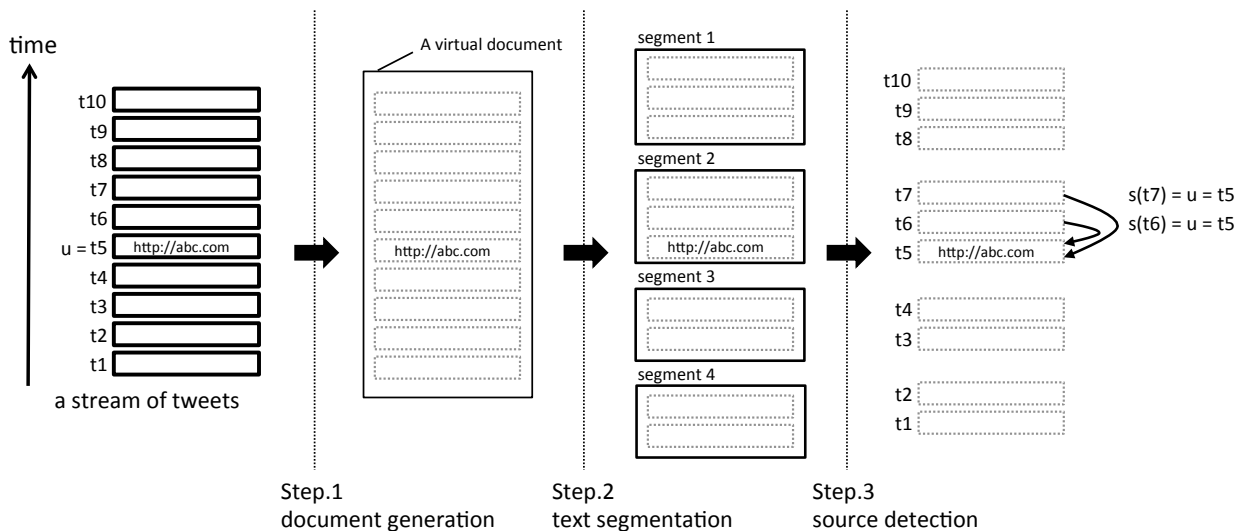 time
t10
t9
t8
t7
t6
u = t5 http://abc.com
t4
t3
t2
t1
a stream of tweets
A virtual document
http://abc.com
segment 1
segment 2
http://abc.com
segment 3
segment 4
t10
t9
t8
t7
t6
t5 http://abc.com
t4
t3
t2
t1
s(t7) = u = t5
s(t6) = u = t5
Step.1
document generation
Step.2
text segmentation
Step.3
source detection